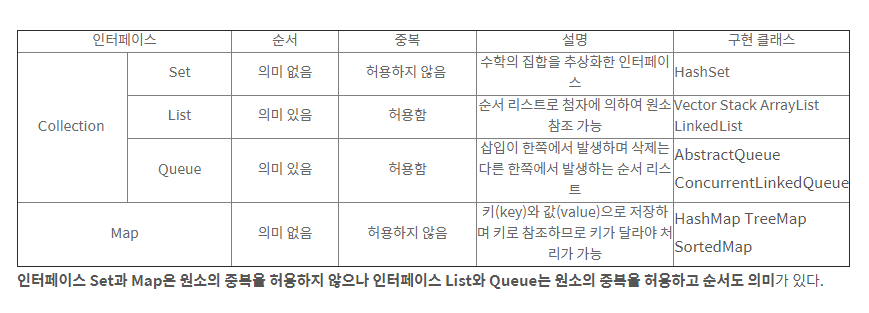 인터페이스 순서 중복 설명 구현 클래스
Collection
Set 의미 없음 허용하지 않음
수학의 집합을 추상화한 인터페이
스
HashSet
List 의미 있음 허용함
순서 리스트로 첨자에 의하여 원소
참조 가능
Vector Stack ArrayList
LinkedList
Queue 의미 있음 허용함
삽입이 한쪽에서 발생하며 삭제는
다른 한쪽에서 발생하는 순서 리스
트
AbstractQueue
ConcurrentLinkedQueue
Map 의미 없음 허용하지 않음
키(key)와 값(value)으로 저장하
며 키로 참조하므로 키가 달라야 처
리가 가능
HashMap TreeMap
SortedMap
인터페이스 Set과 Map은 원소의 중복을 허용하지 않으나 인터페이스 List와 Queue는 원소의 중복을 허용하고 순서도 의미가 있다.